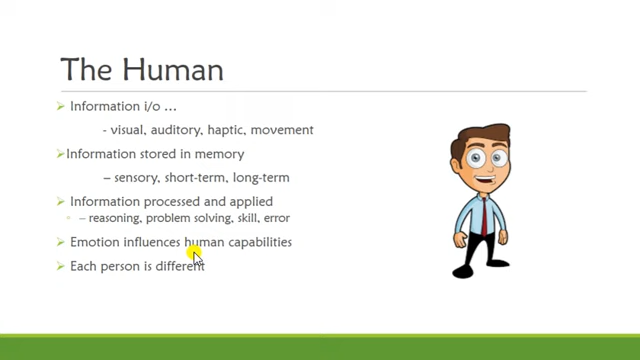 The Human
Information i/o …
- visual, auditory, haptic, movement
Information stored in memory
– sensory, short-term, long-term
Information processed and applied
– reasoning, problem solving, skill, error
Emotion influences human capabilities
Each person is different